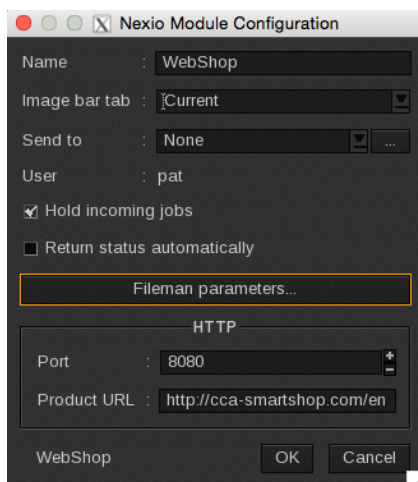 Nexio Module Configuration
Name : WebShop
Image bar tab : Current
Send to : None ...
User : pat
Hold incoming jobs
Return status automatically
Fileman parameters...
HTTP
Port : 8080
Product URL : http://cca-smartshop.com/en
WebShop OK Cancel